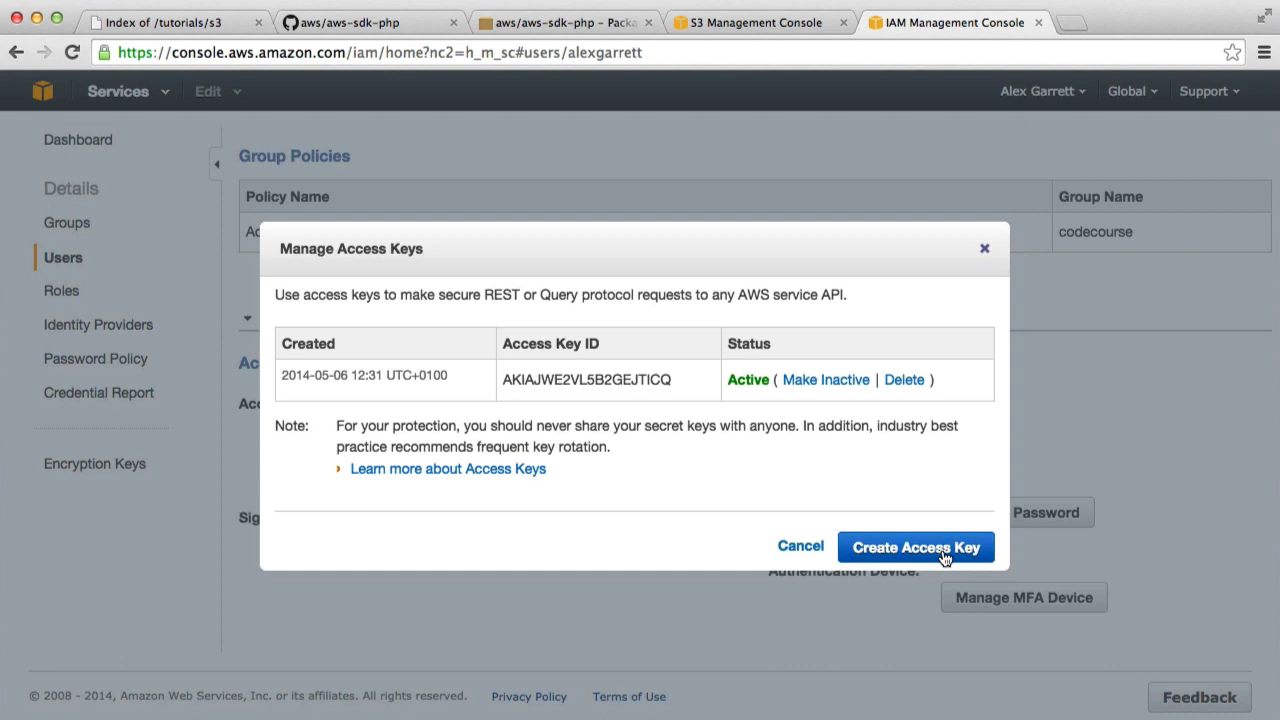 Index of /tutorials/s3
aws/aws-sdk-php
aws/aws-sdk-php – Packa
S3 Management Console
IAM Management Console
https://console.aws.amazon.com/iam/home?nc2=h_m_sc#users/alexgarrett
Services
Edit
Alex Garrett
Global
Support
Dashboard
Details
Groups
Users
Roles
Identity Providers
Password Policy
Credential Report
Encryption Keys
Group Policies
Policy Name
Group Name
Ac
codecourse
Manage Access Keys
Use access keys to make secure REST or Query protocol requests to any AWS service API.
Created
Access Key ID
Status
2014-05-06 12:31 UTC+0100
AKIAJWE2VL5B2GEJTICQ
Active ( Make Inactive | Delete )
Note: For your protection, you should never share your secret keys with anyone. In addition, industry best
practice recommends frequent key rotation.
Learn more about Access Keys
Cancel
Create Access Key
Ac
Acc
Sig
Password
Authentication Device:
Manage MFA Device
© 2008 - 2014, Amazon Web Services, Inc. or its affiliates. All rights reserved.
Privacy Policy
Terms of Use
Feedback